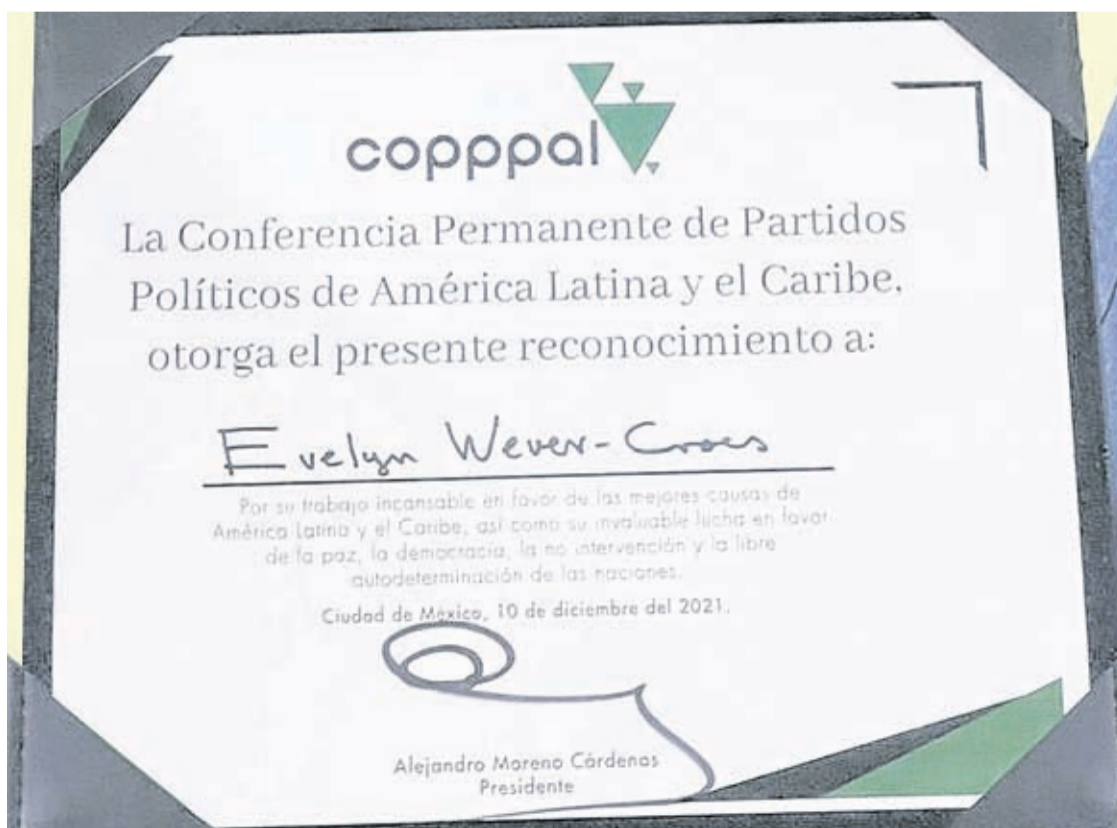 copppal
La Conferencia Permanente de Partidos
Políticos de América Latina y el Caribe,
otorga el presente reconocimiento a:
Evelyn Wever-Croes
Por su trabajo incansable en favor de las mejores causas de
América Latina y el Caribe, así como su invaluable lucha en favor
de la paz, la democracia, la no intervención y la libre
autodeterminación de las naciones.
Ciudad de México, 10 de diciembre del 2021.
Alejandro Moreno Cárdenas
Presidente